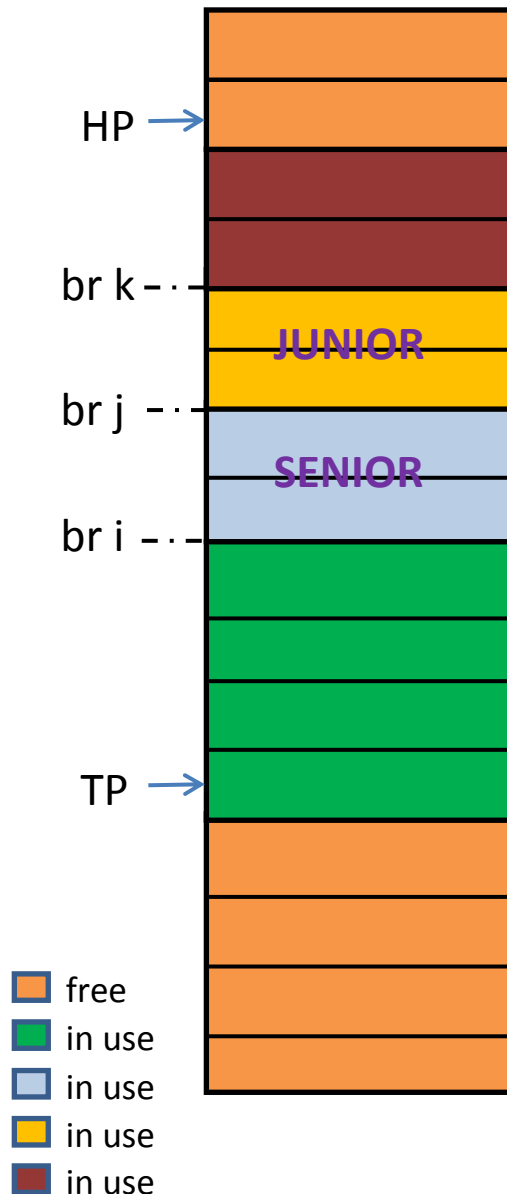 HP
br k
JUNIOR
br j
SENIOR
br i
TP
free
in use
in use
in use
in use